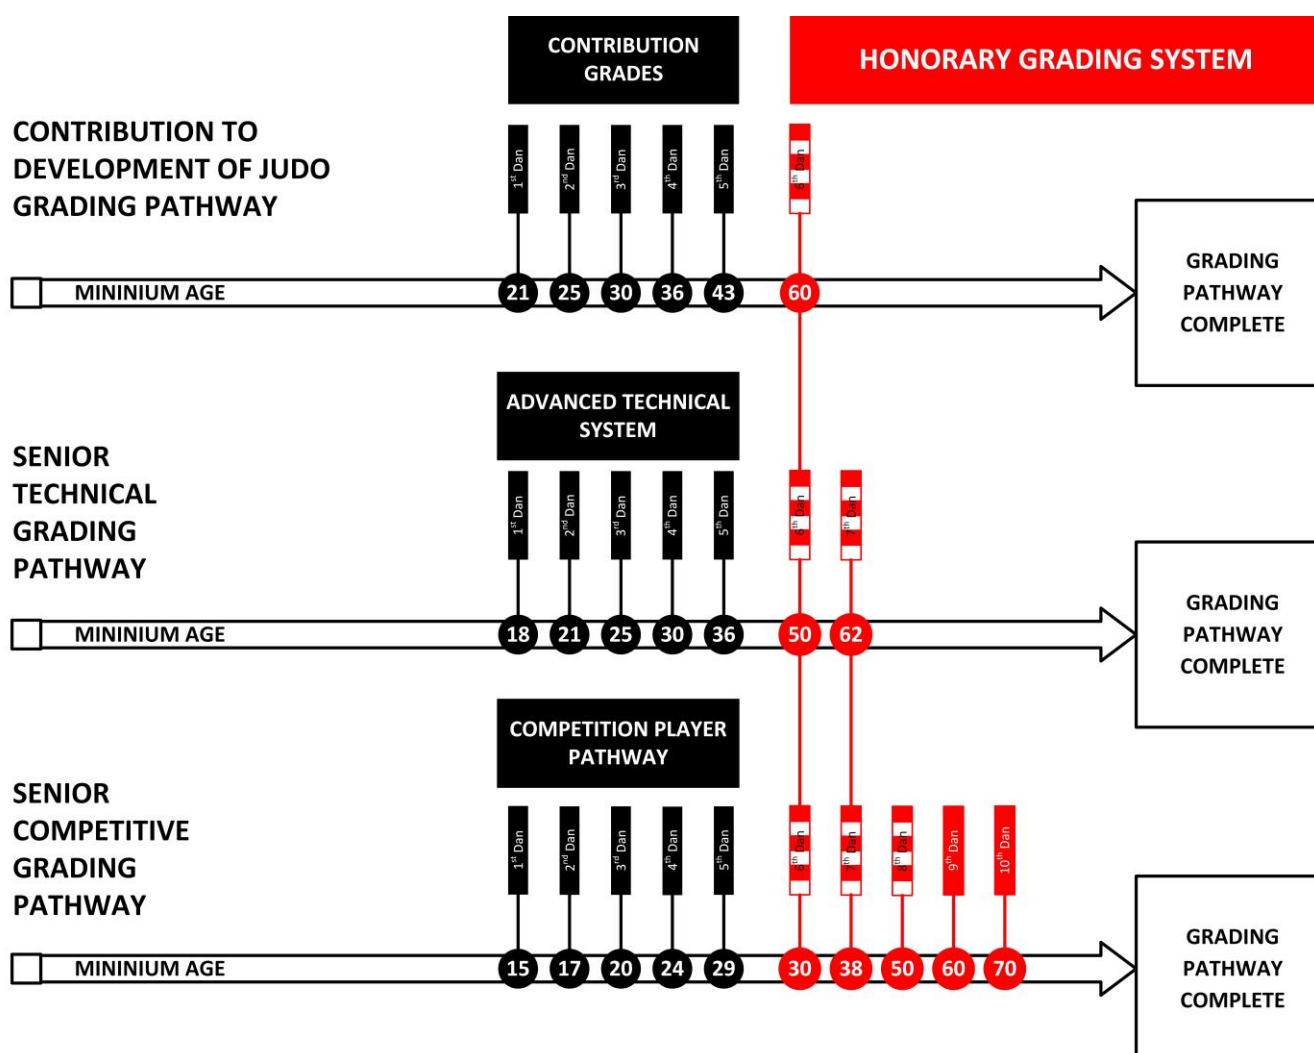 CONTRIBUTION
GRADES
HONORARY GRADING SYSTEM
CONTRIBUTION TO
DEVELOPMENT OF JUDO
GRADING PATHWAY
1st Dan
2nd Dan
3rd Dan
4th Dan
5th Dan
6th Dan
MININIUM AGE
21
25
30
36
43
60
GRADING
PATHWAY
COMPLETE
ADVANCED TECHNICAL
SYSTEM
SENIOR
TECHNICAL
GRADING
PATHWAY
1st Dan
2nd Dan
3rd Dan
4th Dan
5th Dan
6th Dan
7th Dan
MININIUM AGE
18
21
25
30
36
50
62
GRADING
PATHWAY
COMPLETE
COMPETITION PLAYER
PATHWAY
SENIOR
COMPETITIVE
GRADING
PATHWAY
1st Dan
2nd Dan
3rd Dan
4th Dan
5th Dan
6th Dan
7th Dan
8th Dan
9th Dan
10th Dan
MININIUM AGE
15
17
20
24
29
30
38
50
60
70
GRADING
PATHWAY
COMPLETE